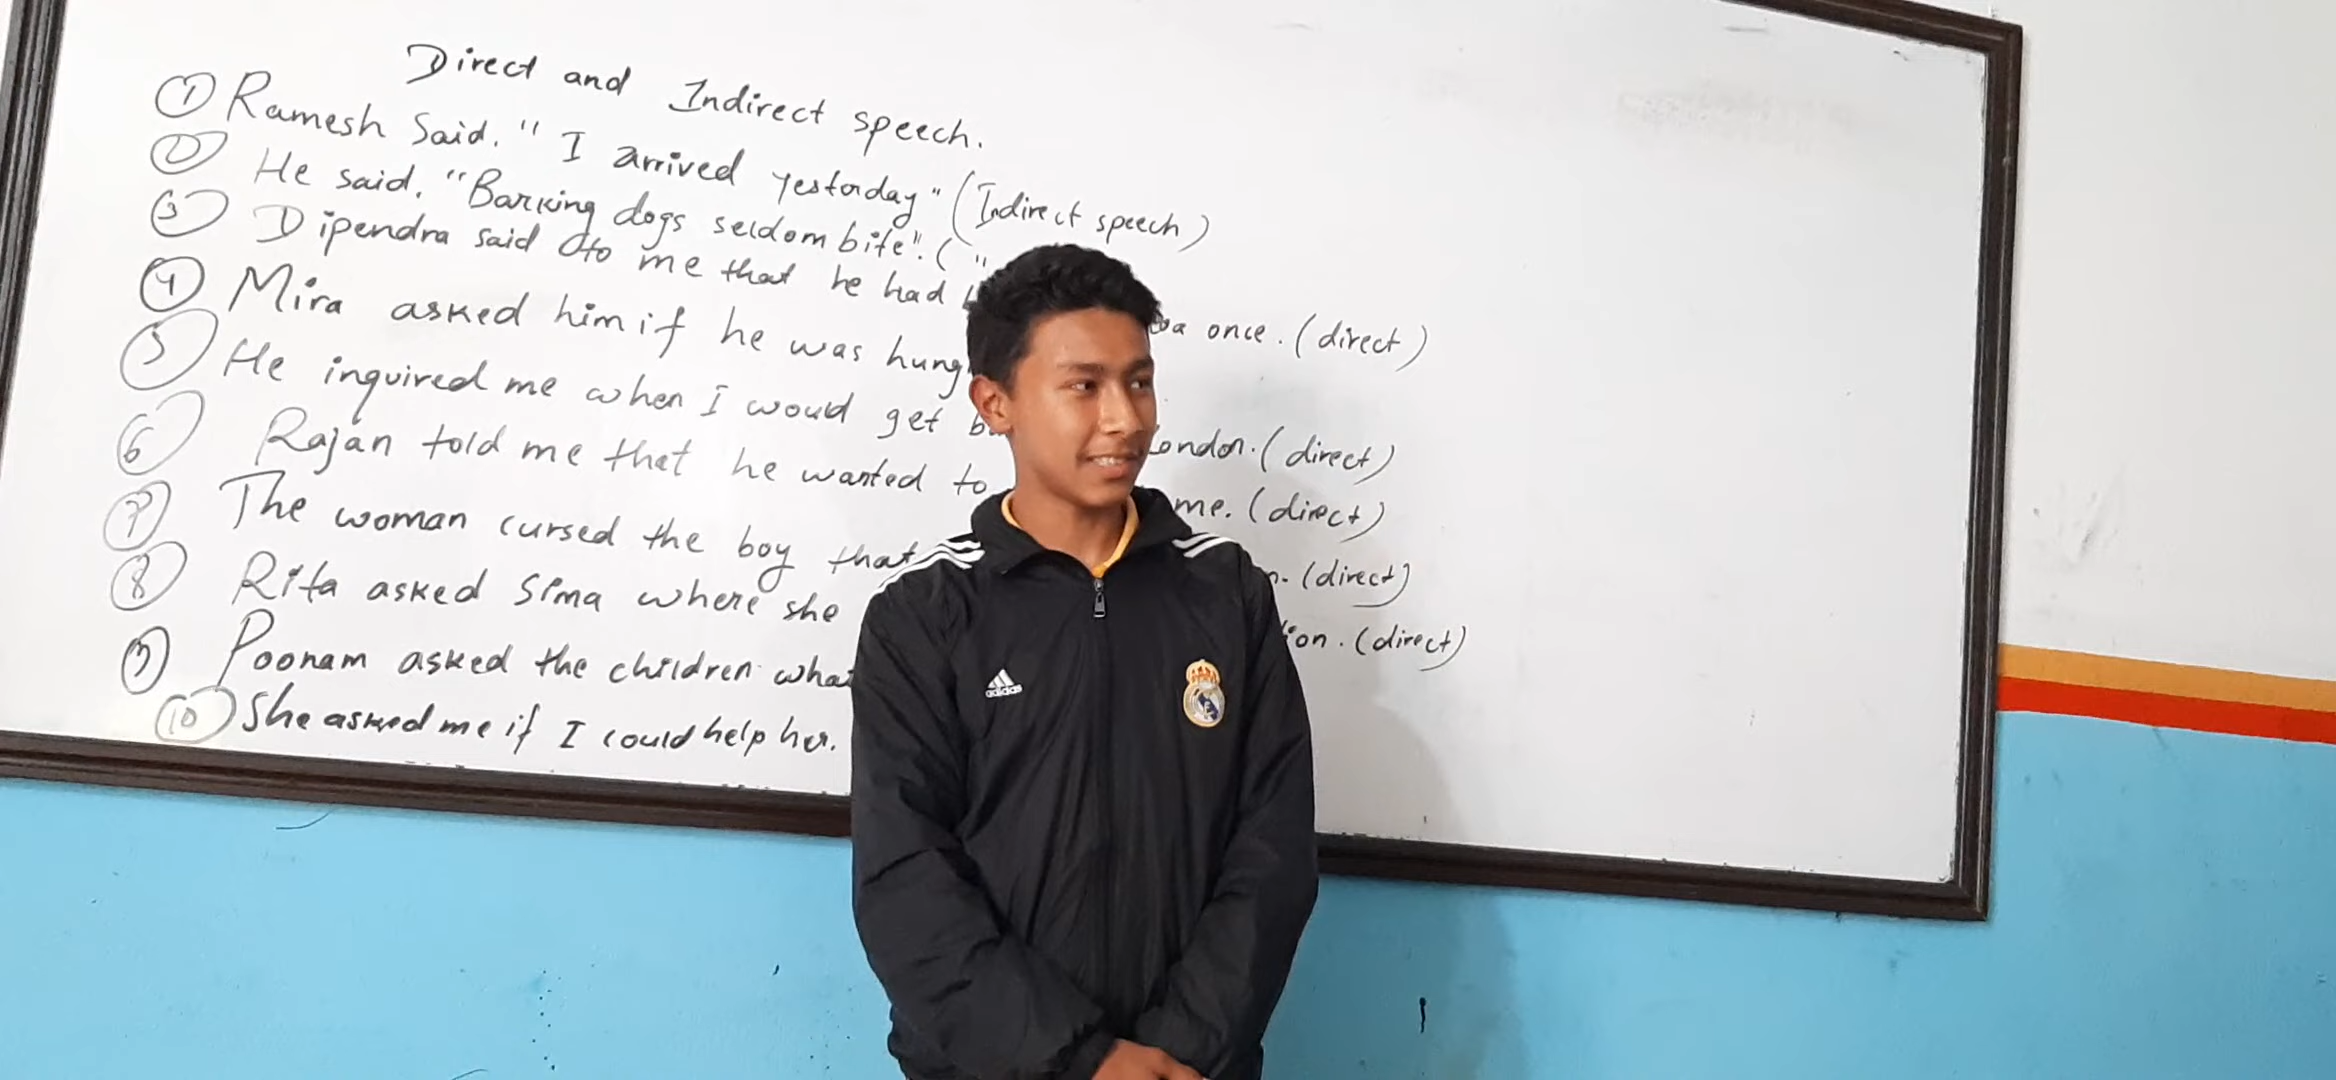 Direct and Indirect speech.
① Ramesh Said. "I arrived yesterday" (Indirect speech)
② He said. "Barking dogs seldom bite". ( "
③ Dipendra said to me that he had once. (direct)
④ Mira asked him if he was
⑤ He inquired me when I would get London. (direct)
⑥ Rajan told me that he wanted to me. (direct)
⑦ The woman cursed the boy that (direct)
⑧ Rita asked Sima where she (direct)
⑨ Poonam asked the children
⑩ She asked me if I could help her.
adidas